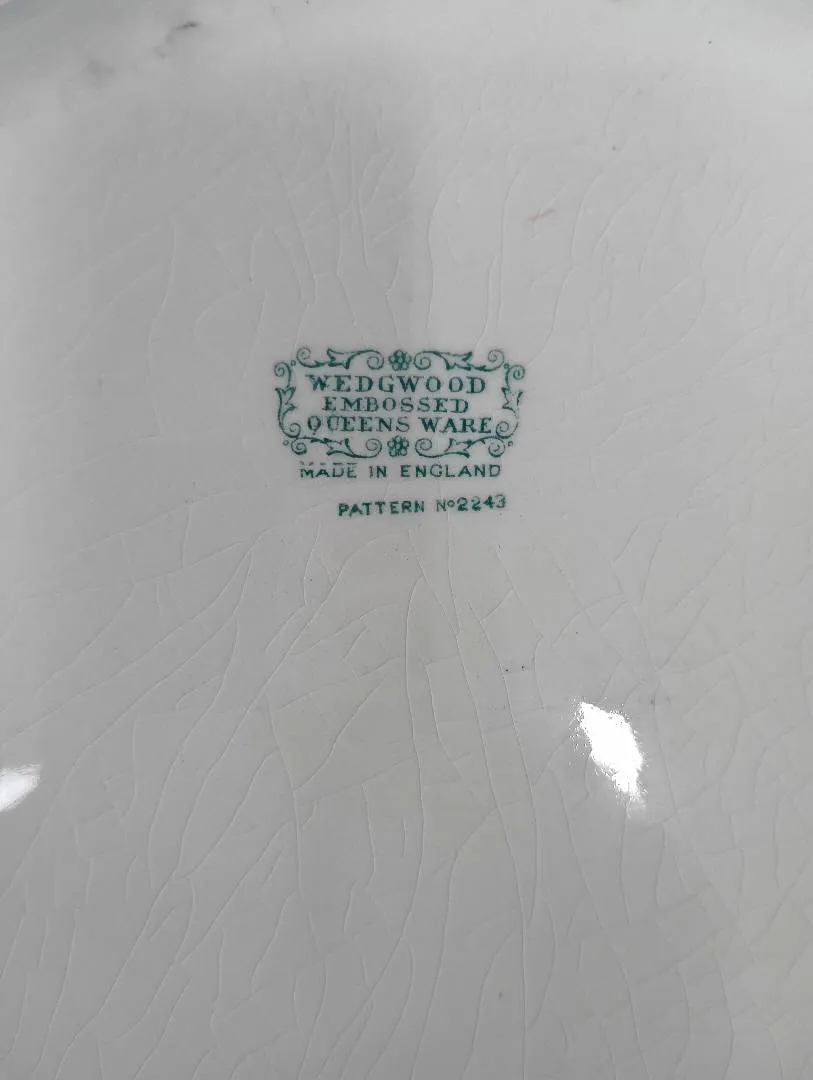 WEDGWOOD
EMBOSSED
QUEENS WARE
MADE IN ENGLAND
PATTERN Nº2243